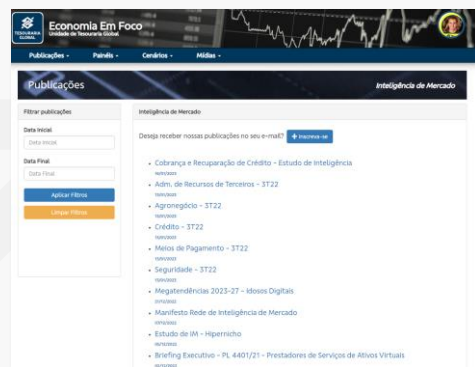 TESOURARIA
GLOBAL
Economia Em Foco
Unidade de Tesouraria Global
Publicações
Painéis
Cenários
Mídias
Publicações
Inteligência de Mercado
Filtrar publicações
Data Inicial
Data Inicial
Data Final
Data Final
Aplicar Filtros
Limpar Filtros
Inteligência de Mercado
Deseja receber nossas publicações no seu e-mail? + Inscreva-se
Cobrança e Recuparação de Crédito - Estudo de Inteligência
Adm. de Recursos de Terceiros - 3T22
Agronegócio - 3T22
Crédito - 3T22
Meios de Pagamento - 3T22
Seguridade - 3T22
Megatendências 2023-27 - Idosos Digitais
Manifesto Rede de Inteligência de Mercado
Estudo de IM - Hipernicho
Briefing Executivo - PL 4401/21 - Prestadores de Serviços de Ativos Virtuais